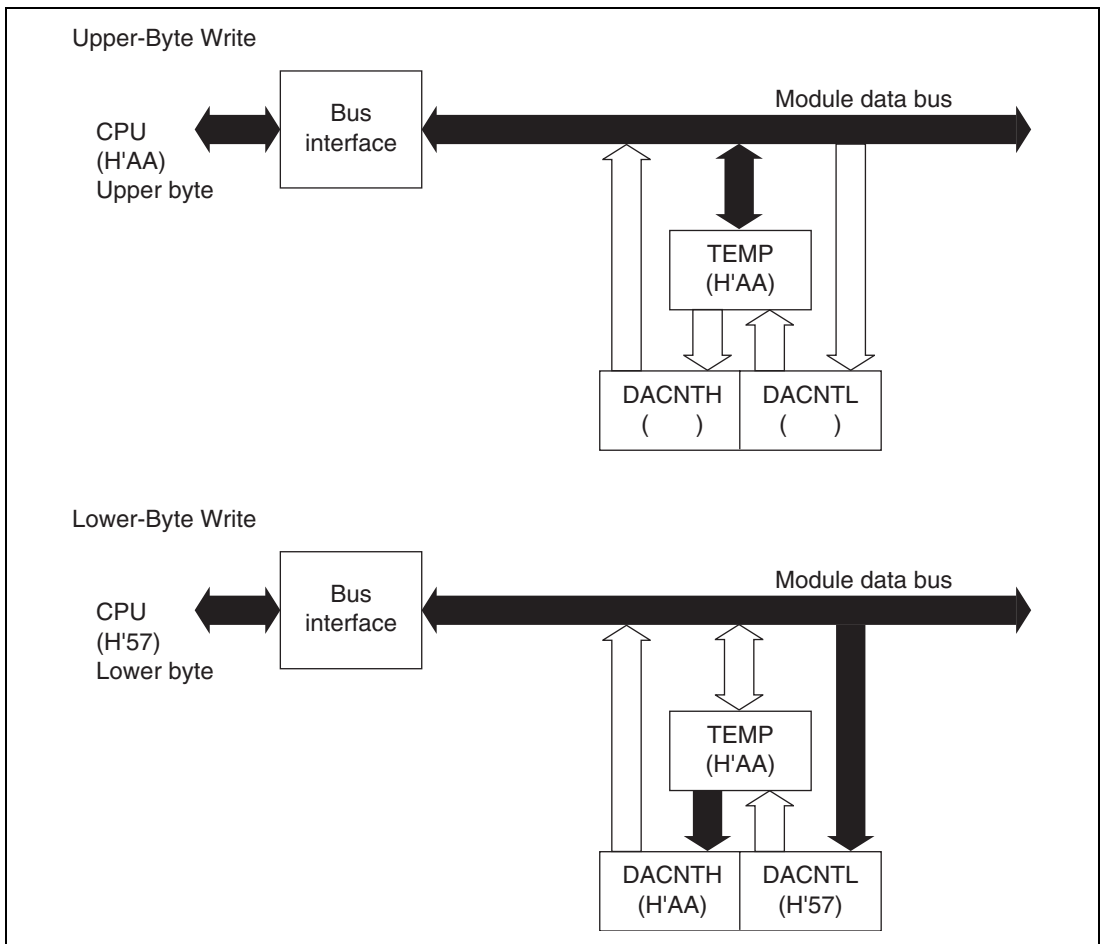 Upper-Byte Write
CPU
(H'AA)
Upper byte
Bus
interface
Module data bus
TEMP
(H'AA)
DACNTH
(    )
DACNTL
(    )
Lower-Byte Write
CPU
(H'57)
Lower byte
Bus
interface
Module data bus
TEMP
(H'AA)
DACNTH
(H'AA)
DACNTL
(H'57)